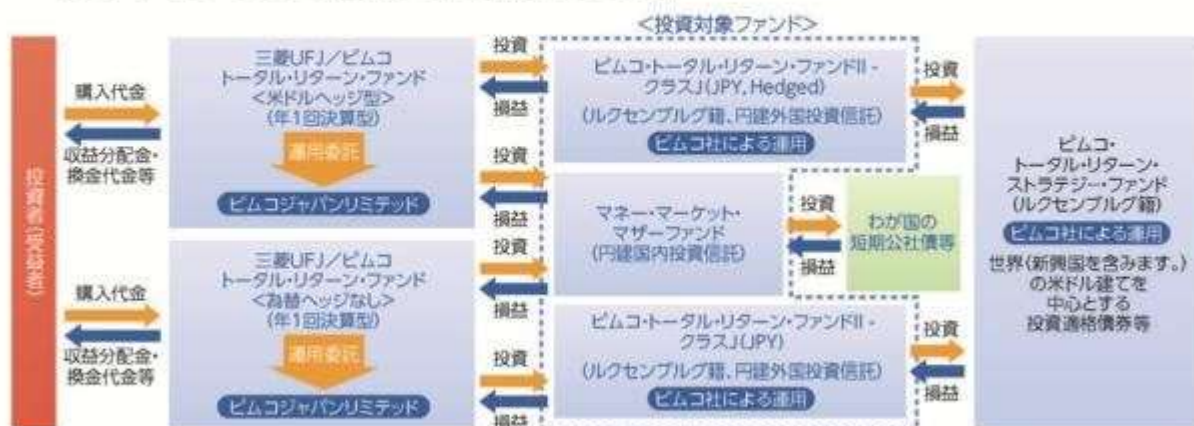 <投資対象ファンド>
投資者(受益者)
購入代金
収益分配金・
換金代金等
購入代金
収益分配金・
換金代金等
三菱UFJ/ピムコ
トータル・リターン・ファンド
<米ドルヘッジ型>
(年1回決算型)
運用委託
ピムコジャパンリミテッド
三菱UFJ/ピムコ
トータル・リターン・ファンド
<為替ヘッジなし>
(年1回決算型)
運用委託
ピムコジャパンリミテッド
投資
損益
投資
損益
投資
損益
投資
損益
ピムコ・トータル・リターン・ファンドII -
クラスJ(JPY, Hedged)
(ルクセンブルグ籍、円建外国投資信託)
ピムコ社による運用
マネー・マーケット・
マザーファンド
(円建国内投資信託)
投資
損益
わが国の
短期公社債等
ピムコ・トータル・リターン・ファンドII -
クラスJ(JPY)
(ルクセンブルグ籍、円建外国投資信託)
ピムコ社による運用
投資
損益
投資
損益
ピムコ・
トータル・リターン・
ストラテジー・ファンド
(ルクセンブルグ籍)
ピムコ社による運用
世界(新興国を含みます。)
の米ドル建てを
中心とする
投資適格債券等